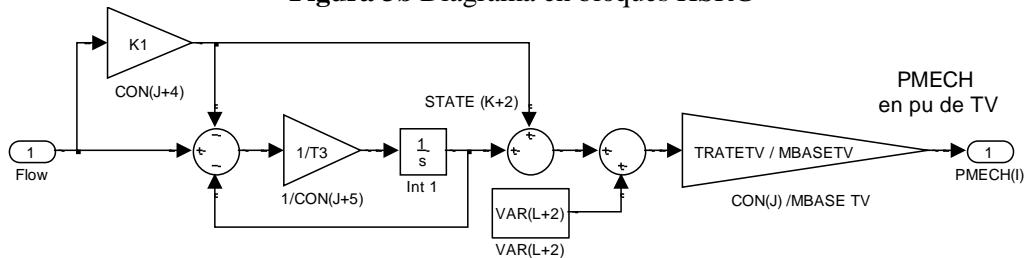 Figura 3b Diagrama en bloques HSRG
K1
CON(J+4)
STATE (K+2)
PMECH
en pu de TV
1
Flow
1/T3
1/CON(J+5)
1
s
Int 1
VAR(L+2)
VAR(L+2)
TRATETV / MBASETV
CON(J) /MBASE TV
1
PMECH(I)